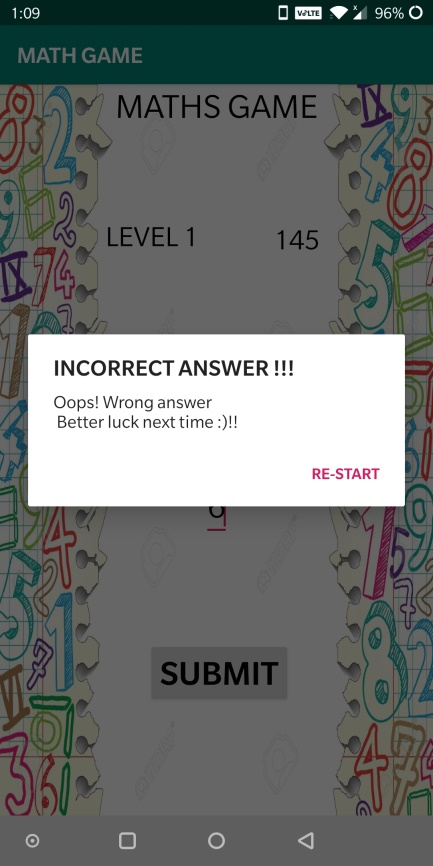 1:09 VoLTE x 96%
MATH GAME
MATHS GAME
LEVEL 1 145
INCORRECT ANSWER !!!
Oops! Wrong answer
Better luck next time :)!!
RE-START
SUBMIT